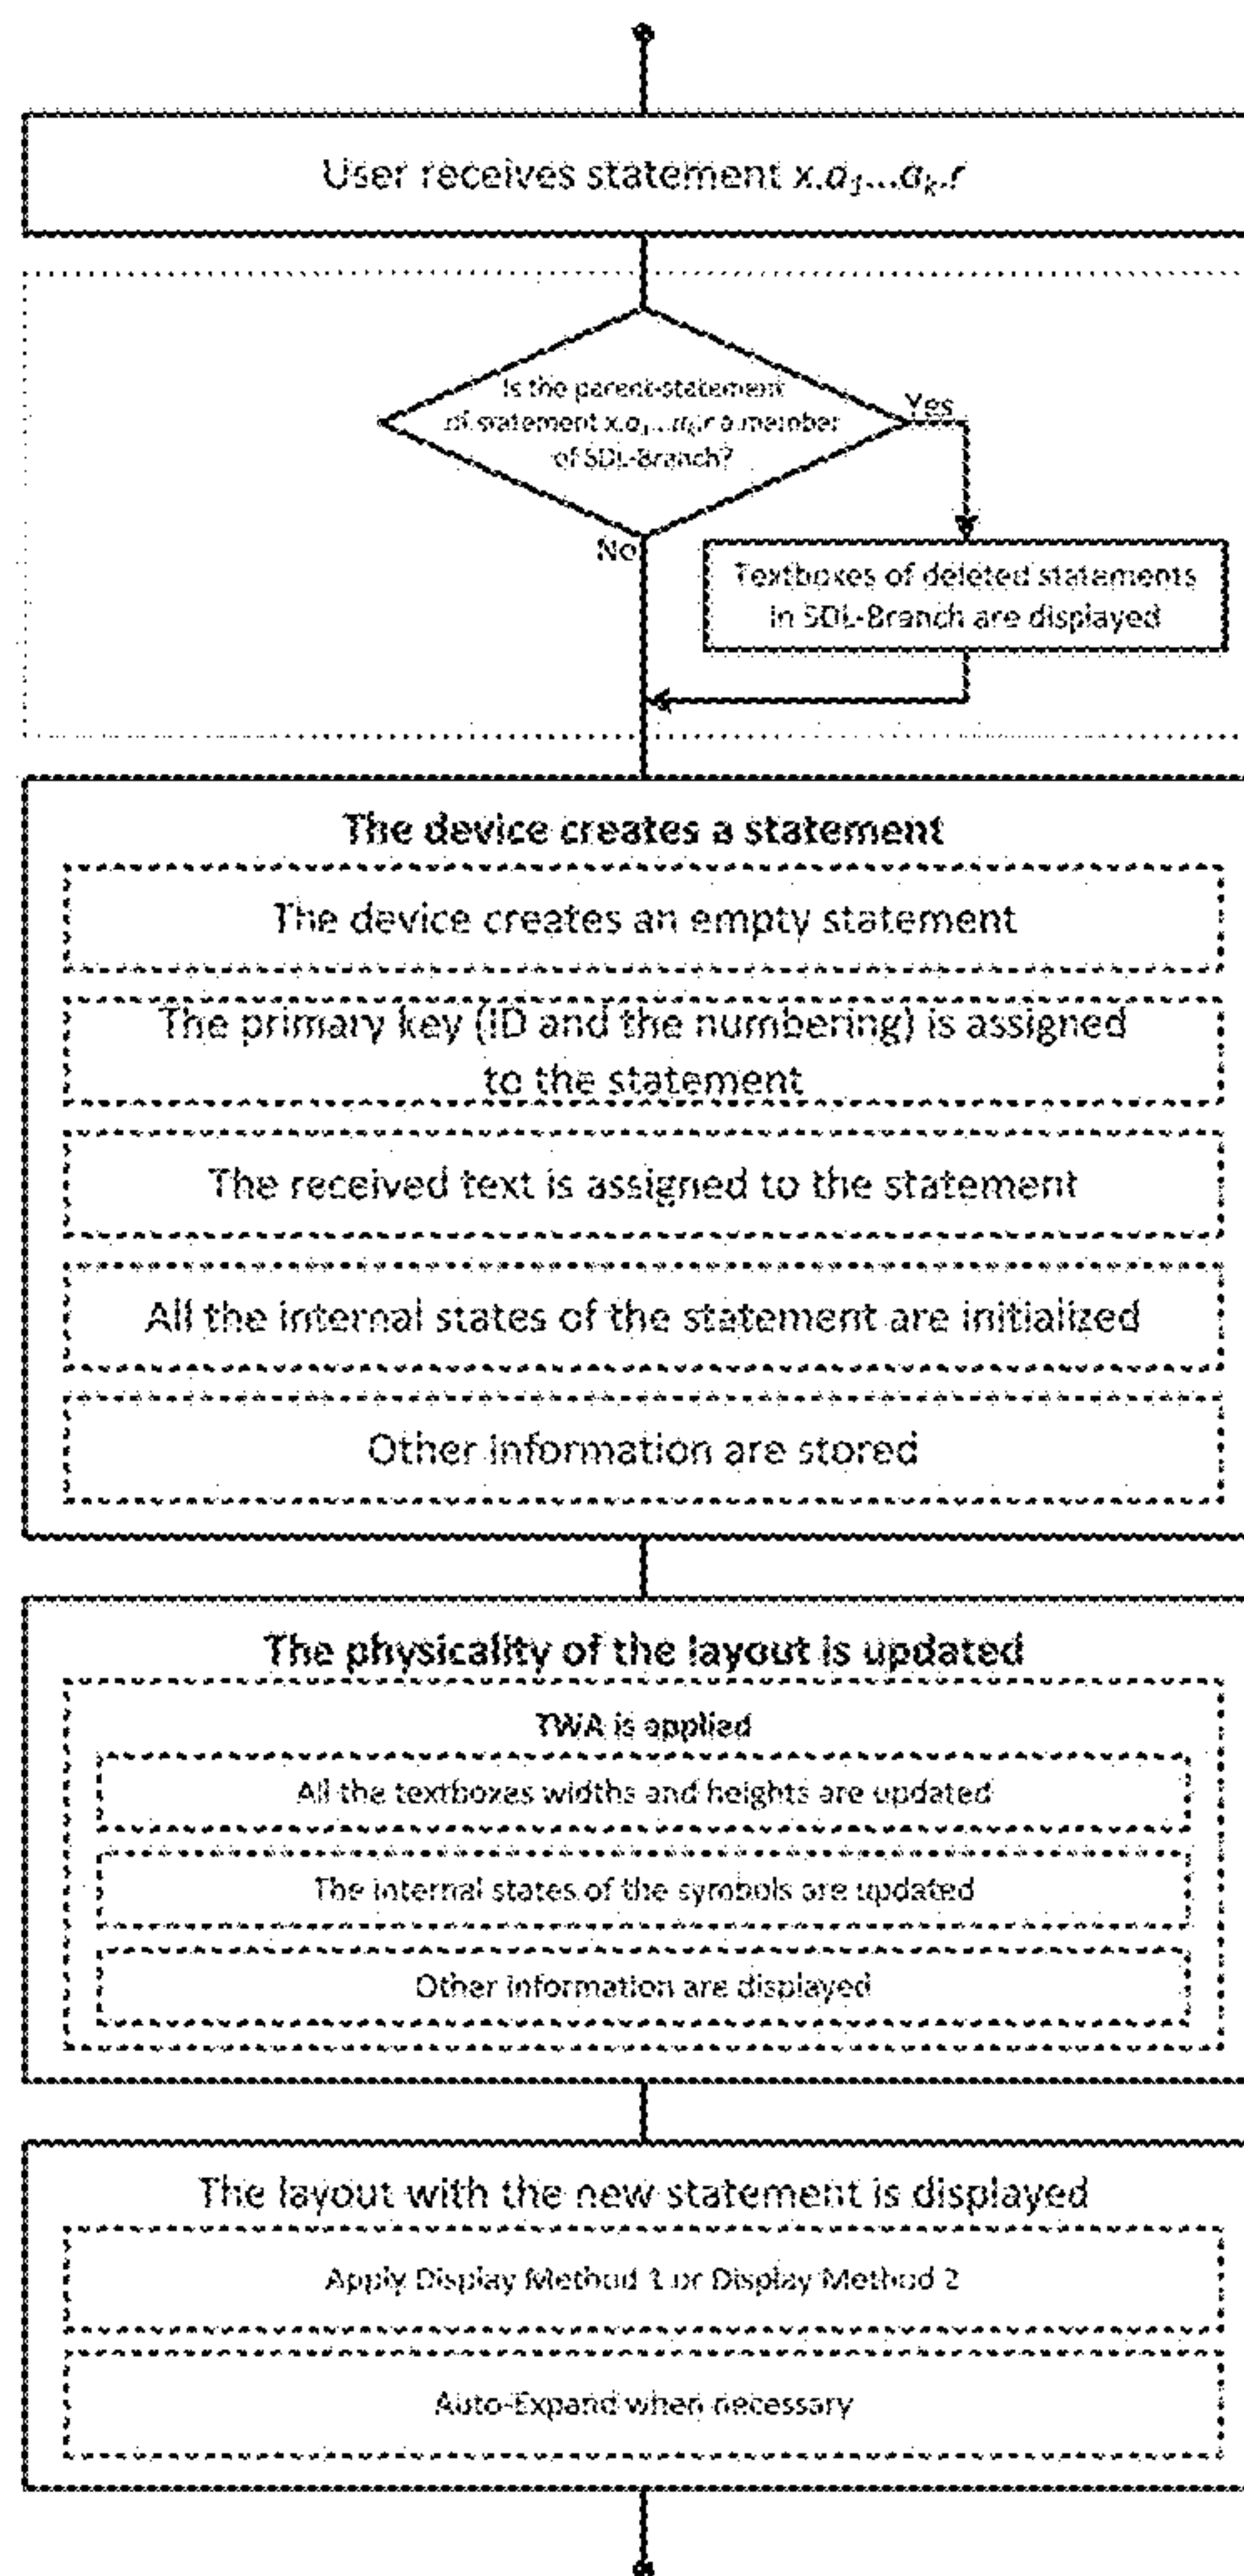 User receives statement x.a₁...aₖ.r
Is the parent-statement
of statement x.a₁...aₖ.r a member
of SDL-Branch?
Yes
No
Textboxes of deleted statements
in SDL-Branch are displayed
The device creates a statement
The device creates an empty statement
The primary key (ID and the numbering) is assigned
to the statement
The received text is assigned to the statement
All the internal states of the statement are initialized
Other information are stored
The physicality of the layout is updated
TWA is applied
All the textboxes widths and heights are updated
The internal states of the symbols are updated
Other information are displayed
The layout with the new statement is displayed
Apply Display Method 1 or Display Method 2
Auto-Expand when necessary